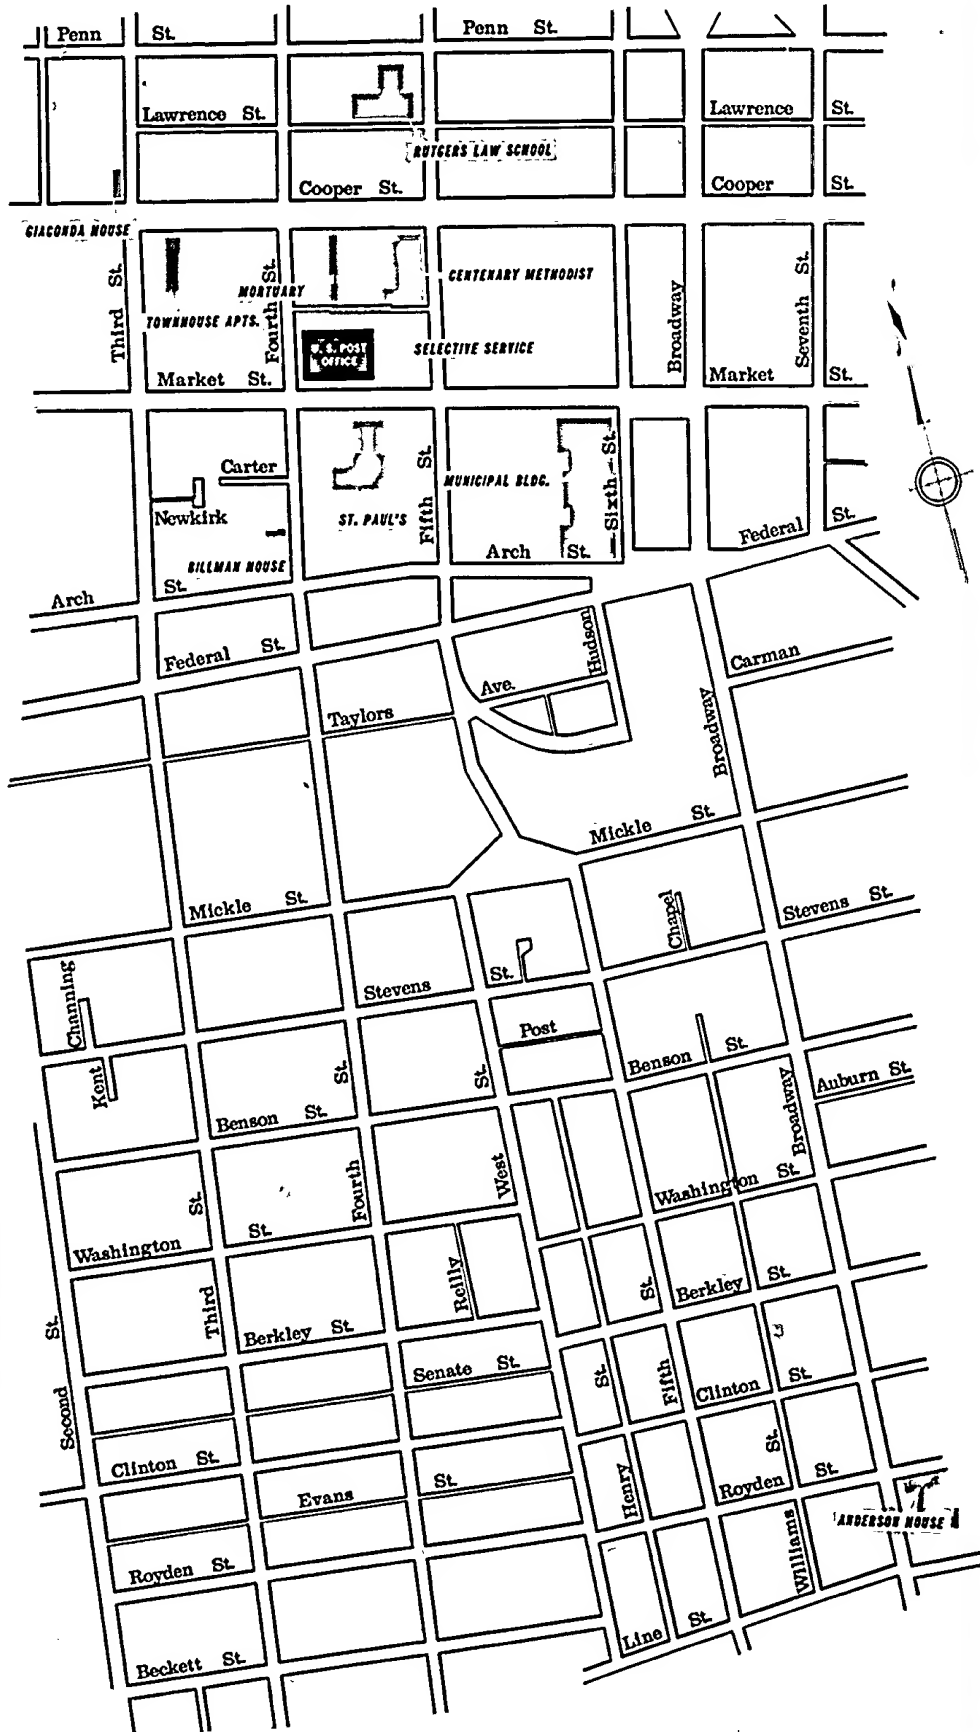 Penn St. Penn St.
Lawrence St. Lawrence St.
RUTGERS LAW SCHOOL
Cooper St. Cooper St.
GIACONDA HOUSE
Third St.
Fourth St.
MORTUARY
CENTENARY METHODIST
Broadway
Seventh St.
TOWNHOUSE APTS.
U.S. POST
OFFICE
SELECTIVE SERVICE
Market St. Market St.
Carter
Newkirk
ST. PAUL'S
Fifth St.
MUNICIPAL BLDG.
Sixth St.
Federal St.
BILLMAN HOUSE
Arch St.
Arch St.
Federal St.
Hudson
Carman
Taylors Ave.
Broadway
Mickle St.
Mickle St.
Chapel
Stevens St.
Channing
Stevens St.
Post
Kent
Benson St.
Benson St.
Auburn St.
Broadway
Washington St.
Washington St.
Third St.
Fourth St.
West St.
Reilly
Berkley St.
Berkley St.
Second St.
Senate St.
Fifth St.
Clinton St.
Clinton St.
Henry St.
Evans St.
Royden St.
Williams St.
ANDERSON HOUSE
Royden St.
Line St.
Beckett St.